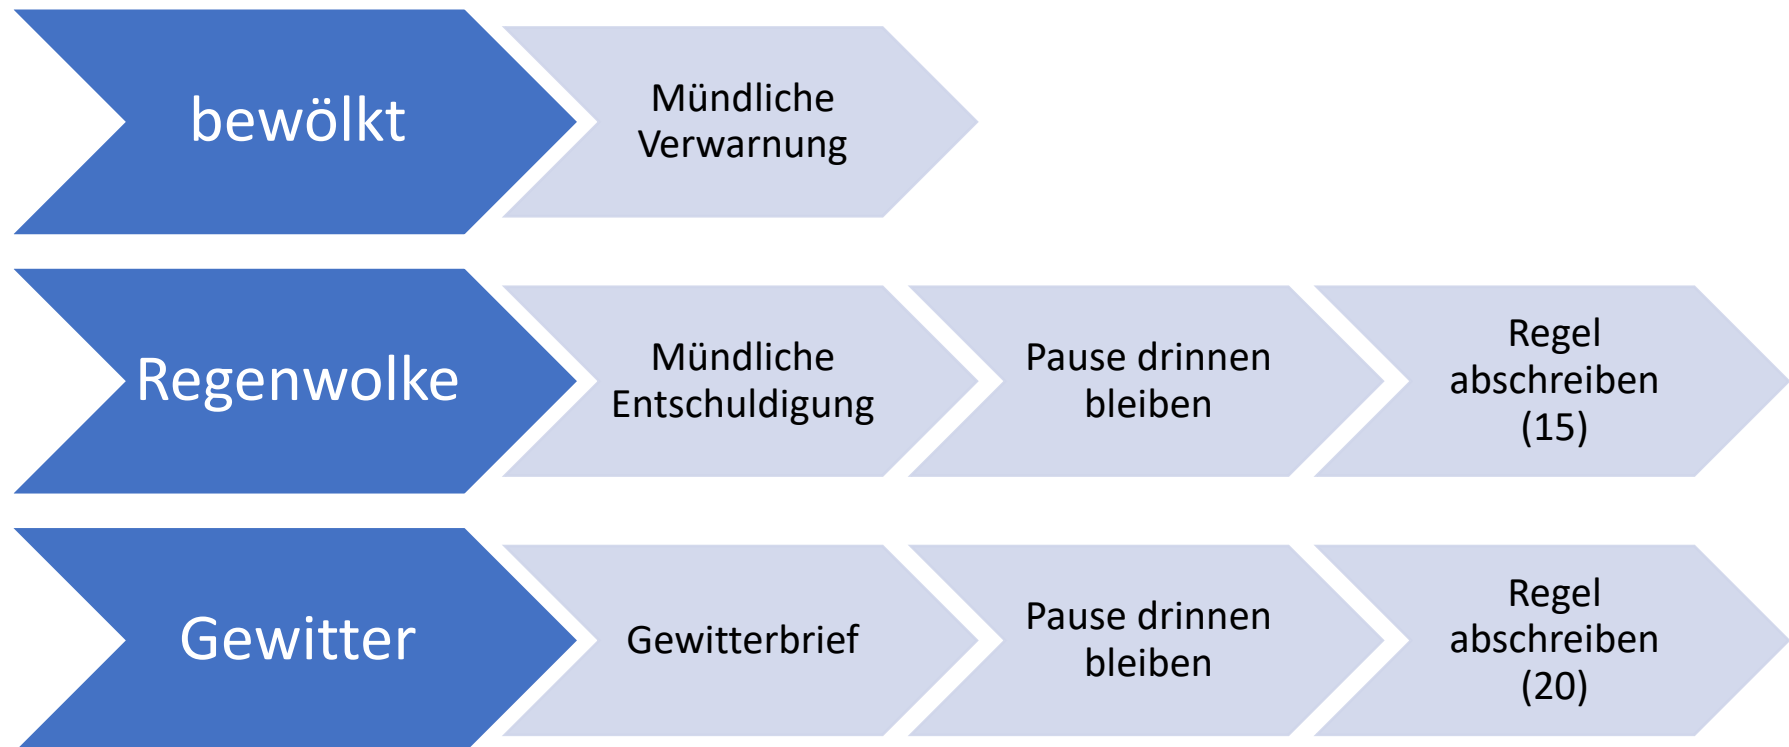 bewölkt
Mündliche
Verwarnung
Regenwolke
Mündliche
Entschuldigung
Pause drinnen
bleiben
Regel
abschreiben
(15)
Gewitter
Gewitterbrief
Pause drinnen
bleiben
Regel
abschreiben
(20)